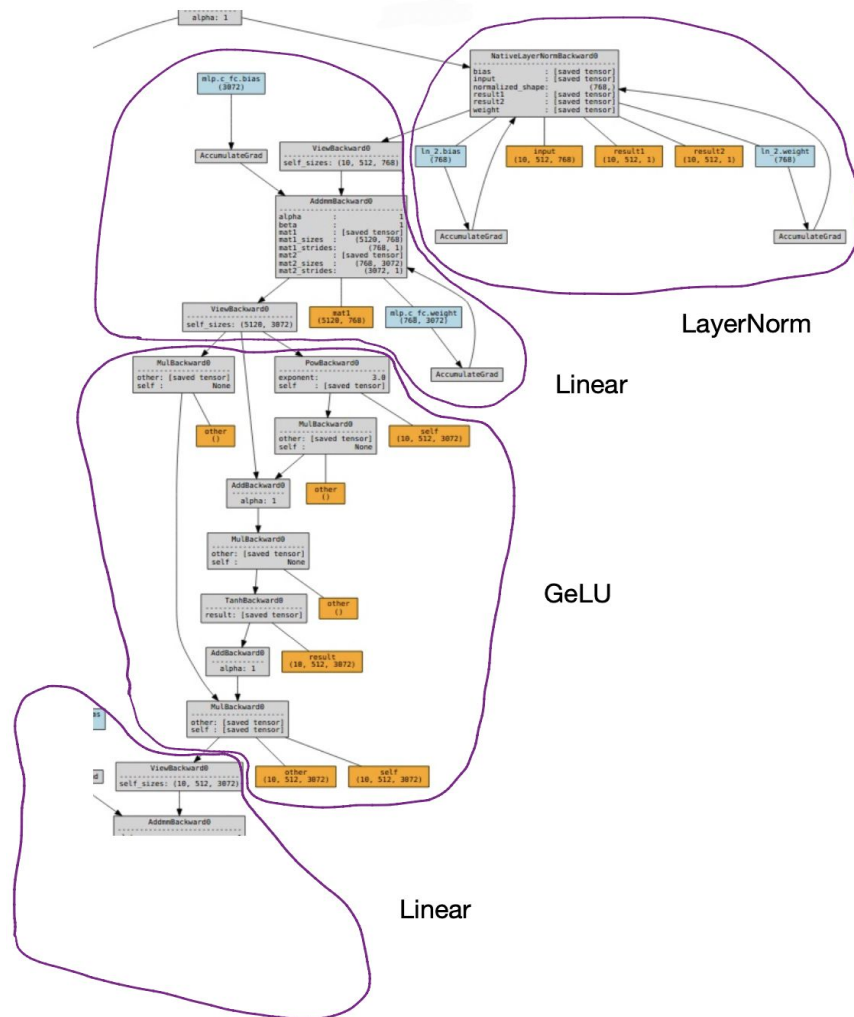 alpha: 1
NativeLayerNormBackward0
bias : [saved tensor]
input : [saved tensor]
normalized_shape: (768,)
result1 : [saved tensor]
result2 : [saved tensor]
weight : [saved tensor]
mlp.c_fc.bias
(3072)
ViewBackward0
self_sizes: (10, 512, 768)
AccumulateGrad
ln_2.bias
(768)
input
(10, 512, 768)
result1
(10, 512, 1)
result2
(10, 512, 1)
ln_2.weight
(768)
AddmmBackward0
alpha : 1
beta : 1
mat1 : [saved tensor]
mat1_sizes : (5120, 768)
mat1_strides: (768, 1)
mat2 : [saved tensor]
mat2_sizes : (768, 3072)
mat2_strides: (3072, 1)
AccumulateGrad
AccumulateGrad
ViewBackward0
self_sizes: (5120, 3072)
mat1
(5120, 768)
mlp.c_fc.weight
(768, 3072)
LayerNorm
MulBackward0
other: [saved tensor]
self : None
PowBackward0
exponent: 3.0
self : [saved tensor]
AccumulateGrad
Linear
other
()
MulBackward0
other: [saved tensor]
self : None
self
(10, 512, 3072)
AddBackward0
alpha: 1
other
()
MulBackward0
other: [saved tensor]
self : None
TanhBackward0
result: [saved tensor]
other
()
GeLU
AddBackward0
alpha: 1
result
(10, 512, 3072)
MulBackward0
other: [saved tensor]
self : [saved tensor]
ViewBackward0
self_sizes: (10, 512, 3072)
other
(10, 512, 3072)
self
(10, 512, 3072)
AddmmBackward0
Linear